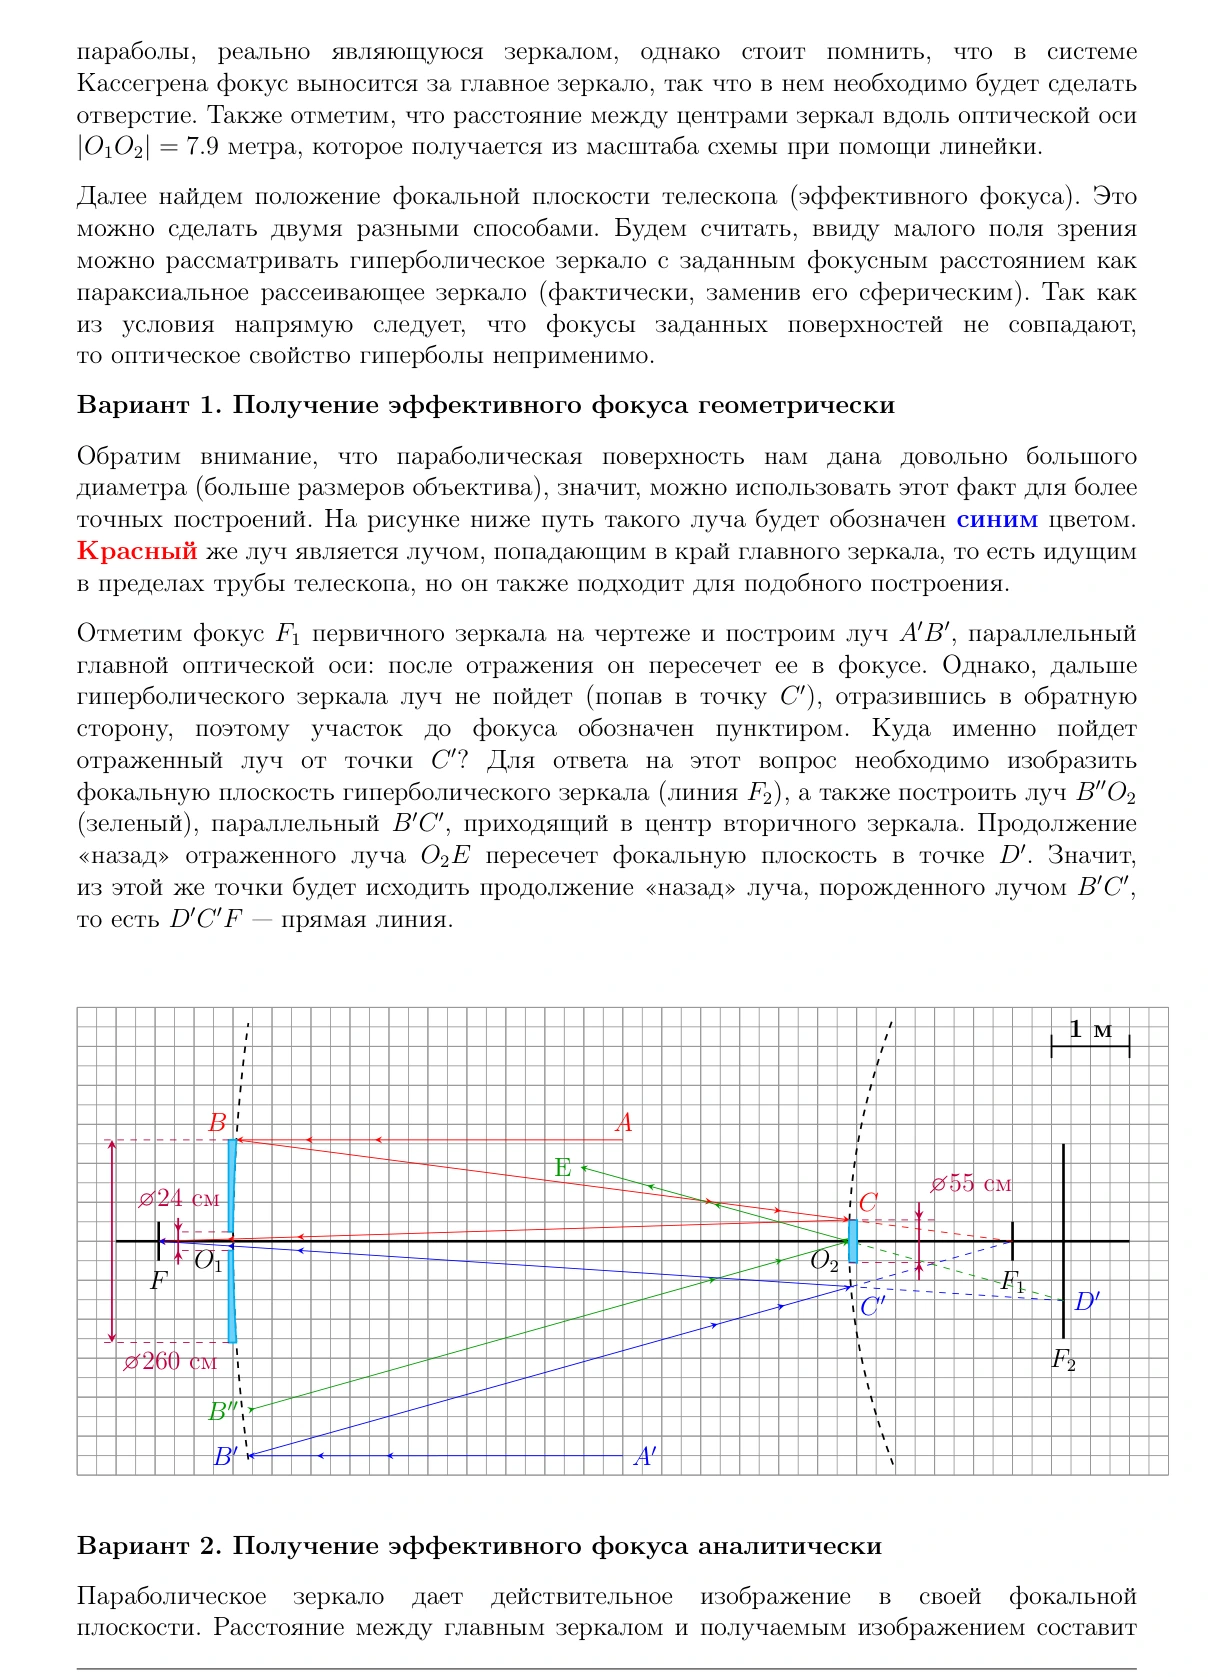 параболы, реально являющуюся зеркалом, однако стоит помнить, что в системе
Кассегрена фокус выносится за главное зеркало, так что в нем необходимо будет сделать
отверстие. Также отметим, что расстояние между центрами зеркал вдоль оптической оси
|O₁O₂| = 7.9 метра, которое получается из масштаба схемы при помощи линейки.
Далее найдем положение фокальной плоскости телескопа (эффективного фокуса). Это
можно сделать двумя разными способами. Будем считать, ввиду малого поля зрения
можно рассматривать гиперболическое зеркало с заданным фокусным расстоянием как
параксиальное рассеивающее зеркало (фактически, заменив его сферическим). Так как
из условия напрямую следует, что фокусы заданных поверхностей не совпадают,
то оптическое свойство гиперболы неприменимо.
Вариант 1. Получение эффективного фокуса геометрически
Обратим внимание, что параболическая поверхность нам дана довольно большого
диаметра (больше размеров объектива), значит, можно использовать этот факт для более
точных построений. На рисунке ниже путь такого луча будет обозначен синим цветом.
Красный же луч является лучом, попадающим в край главного зеркала, то есть идущим
в пределах трубы телескопа, но он также подходит для подобного построения.
Отметим фокус F₁ первичного зеркала на чертеже и построим луч A′B′, параллельный
главной оптической оси: после отражения он пересечет ее в фокусе. Однако, дальше
гиперболического зеркала луч не пойдет (попав в точку C′), отразившись в обратную
сторону, поэтому участок до фокуса обозначен пунктиром. Куда именно пойдет
отраженный луч от точки C′? Для ответа на этот вопрос необходимо изобразить
фокальную плоскость гиперболического зеркала (линия F₂), а также построить луч B″O₂
(зеленый), параллельный B′C′, приходящий в центр вторичного зеркала. Продолжение
«назад» отраженного луча O₂E пересечет фокальную плоскость в точке D′. Значит,
из этой же точки будет исходить продолжение «назад» луча, порожденного лучом B′C′,
то есть D′C′F — прямая линия.
1 м
B
A
E
⌀24 см
⌀55 см
C
O₁
O₂
F
F₁
C′
D′
⌀260 см
F₂
B″
B′
A′
Вариант 2. Получение эффективного фокуса аналитически
Параболическое зеркало дает действительное изображение в своей фокальной
плоскости. Расстояние между главным зеркалом и получаемым изображением составит